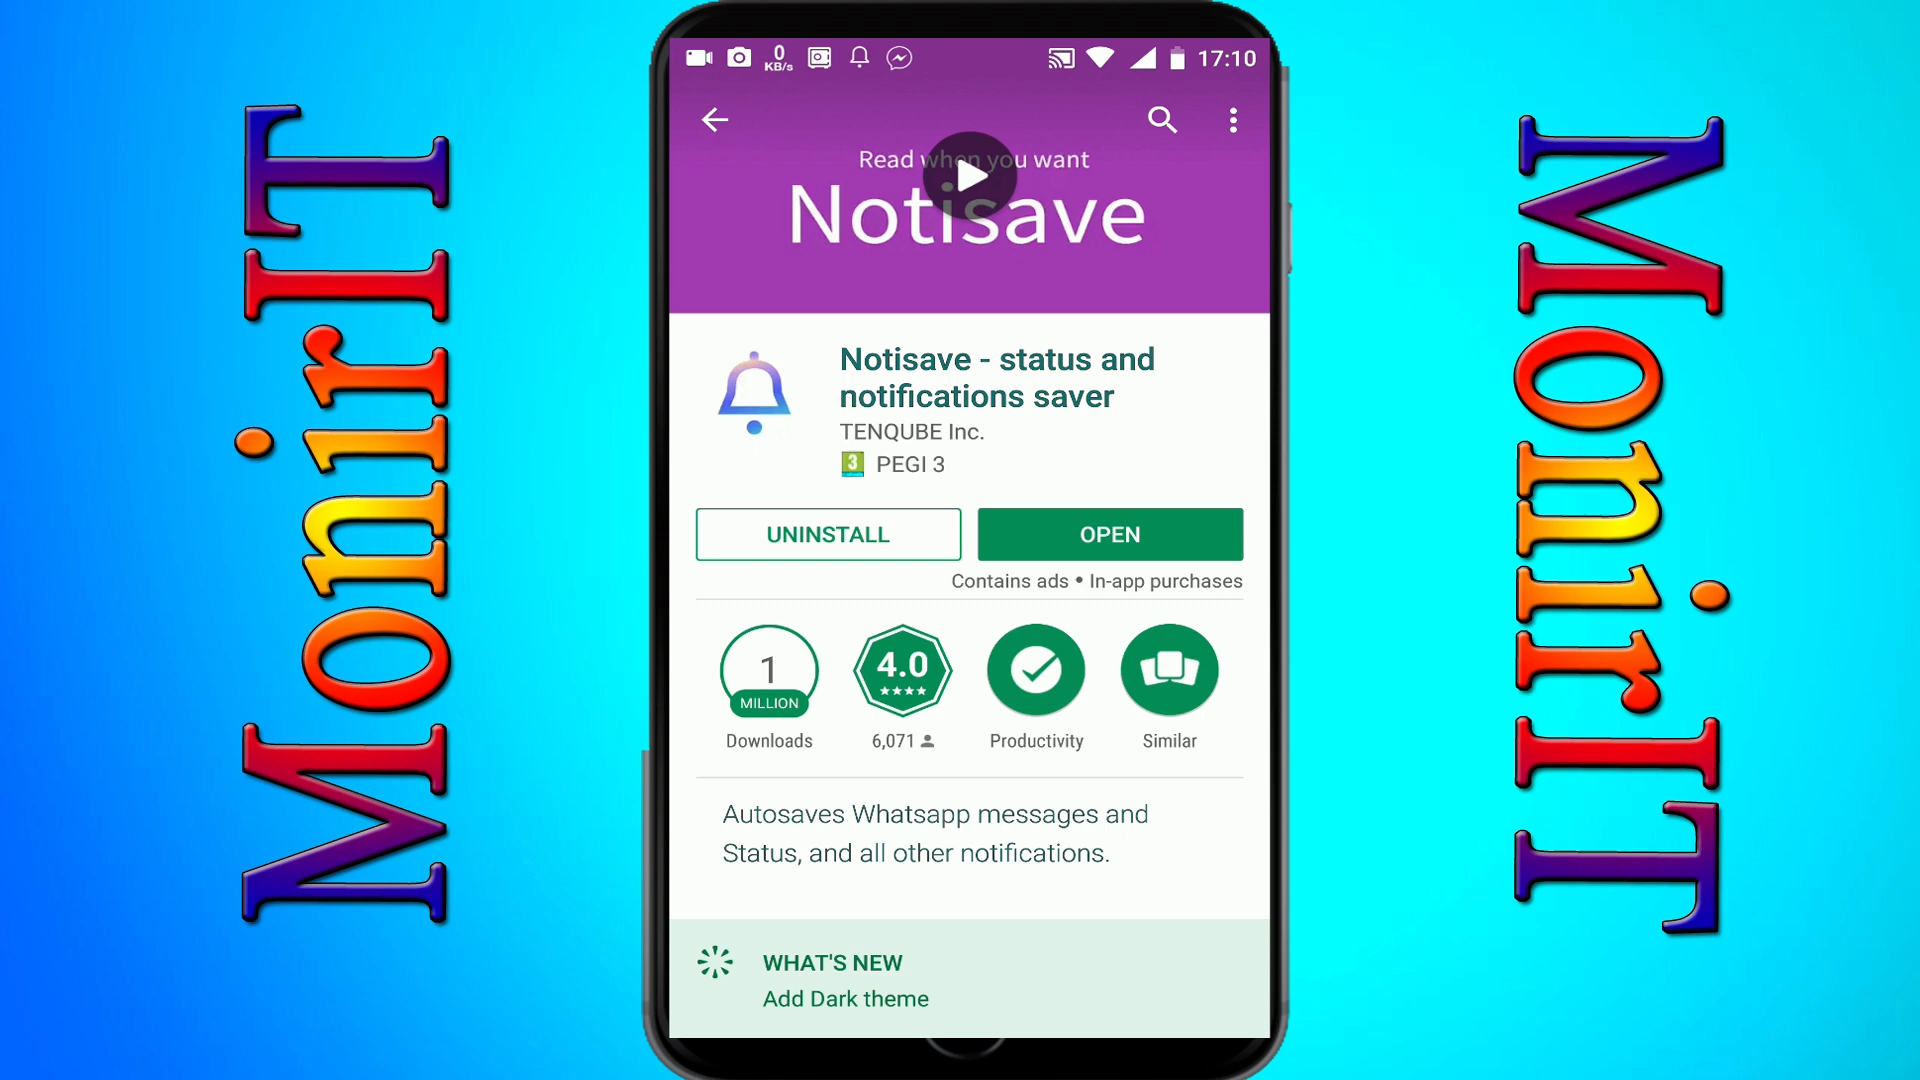 MonirIT
0
KB/s
17:10
Read when you want
Notisave
Notisave - status and
notifications saver
TENQUBE Inc.
3 PEGI 3
UNINSTALL
OPEN
Contains ads • In-app purchases
1
MILLION
Downloads
4.0
6,071
Productivity
Similar
Autosaves Whatsapp messages and
Status, and all other notifications.
WHAT'S NEW
Add Dark theme
MonirIT